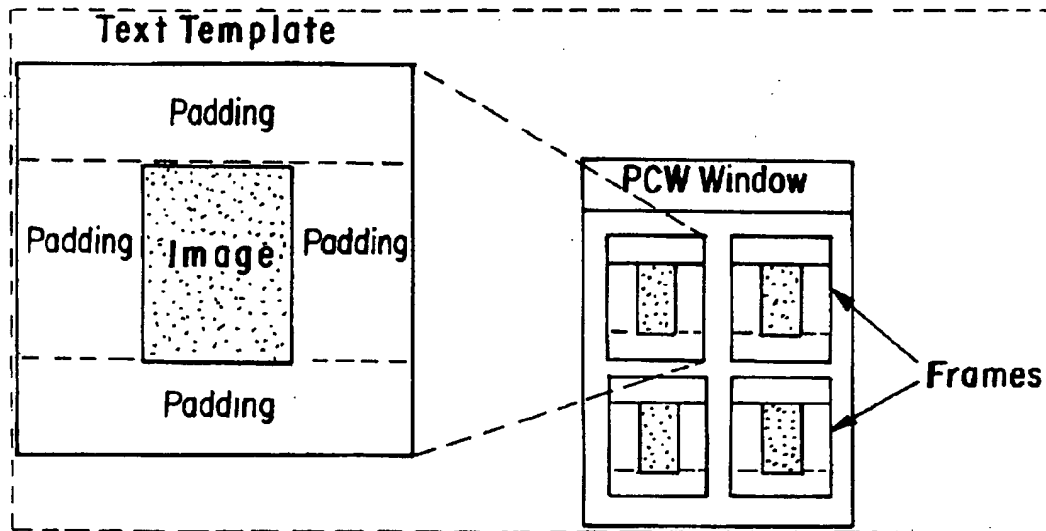 Text Template
Padding
PCW Window
Padding
Image
Padding
Frames
Padding